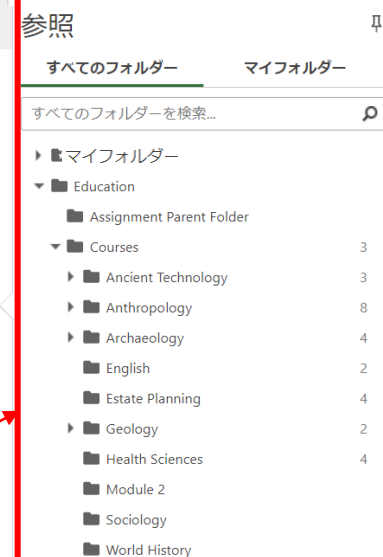 参照
すべてのフォルダー マイフォルダー
すべてのフォルダーを検索...
マイフォルダー
Education
Assignment Parent Folder
Courses 3
Ancient Technology 3
Anthropology 8
Archaeology 4
English 2
Estate Planning 4
Geology 2
Health Sciences 4
Module 2
Sociology
World History